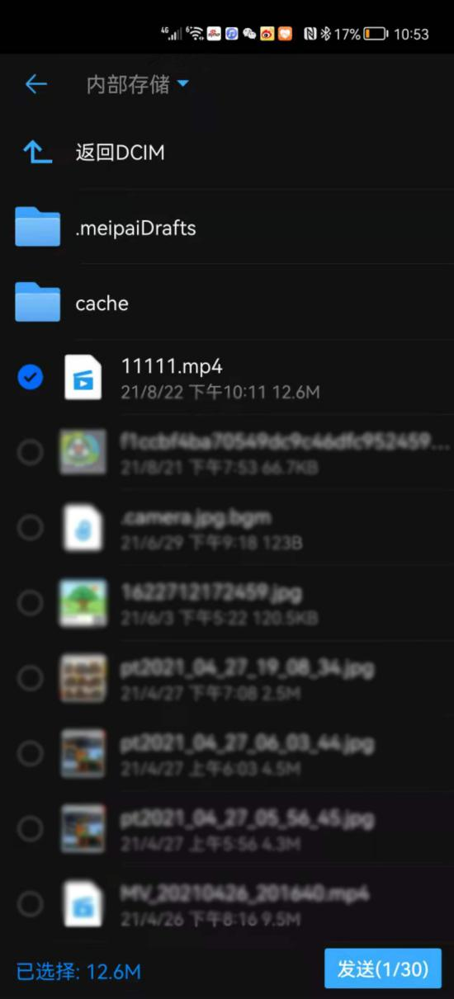 4G 6 17% 10:53
内部存储
返回DCIM
.meipaiDrafts
cache
11111.mp4
21/8/22 下午10:11 12.6M
21/8/21 下午7:53 66.7KB
.camera.jpg.bgm
21/6/29 下午9:18 123B
1622712172459.jpg
21/6/3 下午5:22 120.5KB
pt2021_04_27_19_08_34.jpg
21/4/27 下午7:08 2.5M
pt2021_04_27_06_03_44.jpg
21/4/27 上午6:03 4.5M
pt2021_04_27_05_56_45.jpg
21/4/27 上午5:56 4.3M
MV_20210426_201640.mp4
21/4/26 下午8:16 9.5M
已选择: 12.6M
发送(1/30)